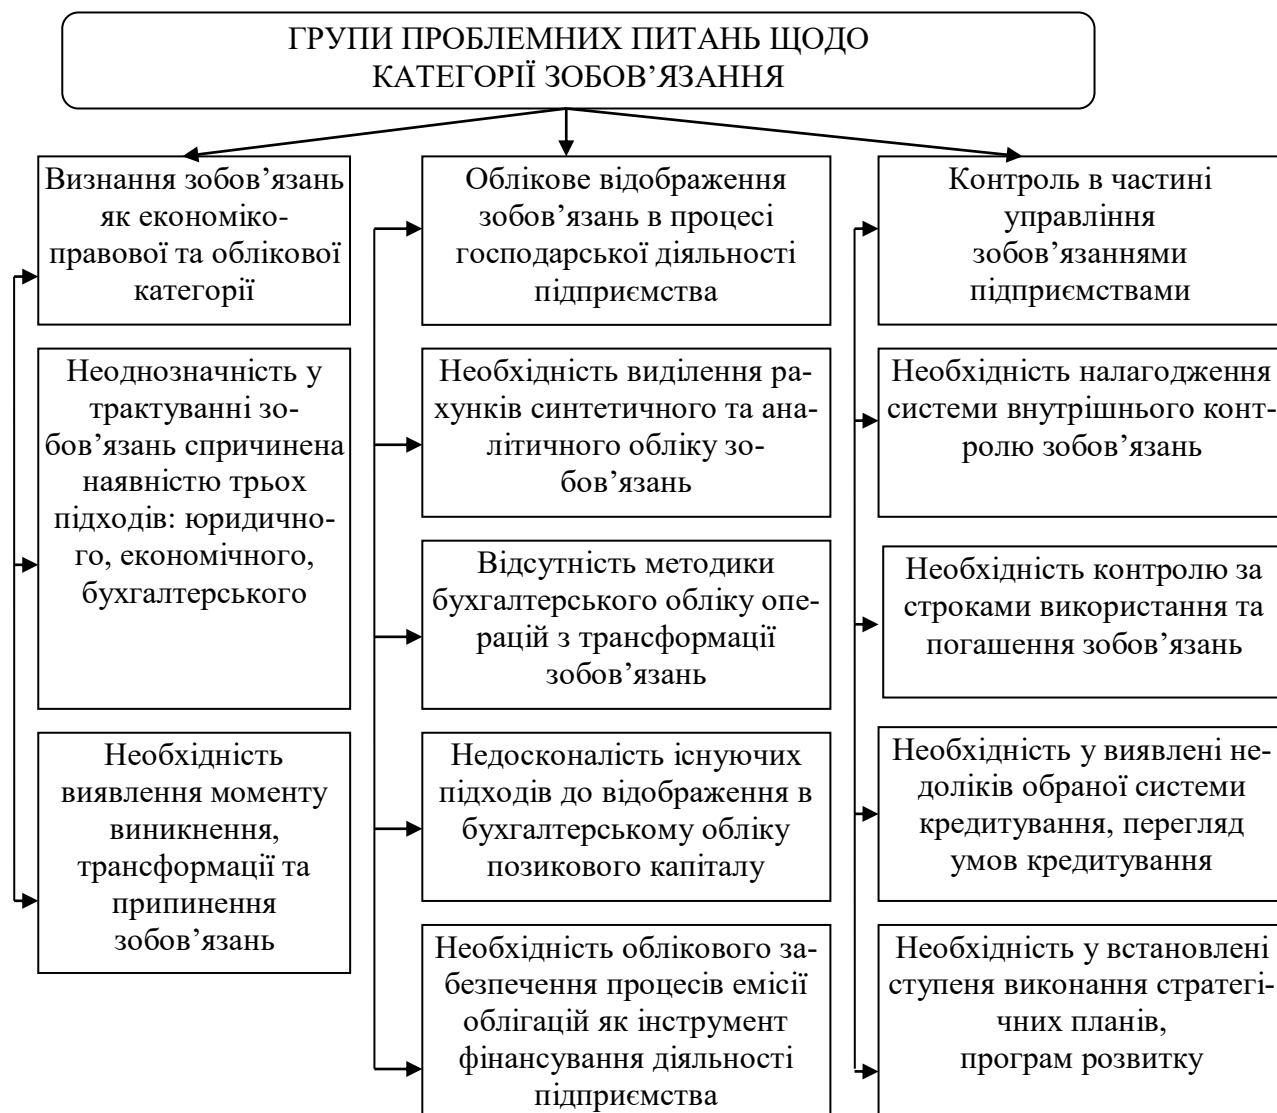 ГРУПИ ПРОБЛЕМНИХ ПИТАНЬ ЩОДО
КАТЕГОРІЇ ЗОБОВ’ЯЗАННЯ
Визнання зобов’язань
як економіко-
правової та облікової
категорії
Неоднозначність у
трактуванні зо-
бов’язань спричинена
наявністю трьох
підходів: юридично-
го, економічного,
бухгалтерського
Необхідність
виявлення моменту
виникнення,
трансформації та
припинення
зобов’язань
Облікове відображення
зобов’язань в процесі
господарської діяльності
підприємства
Необхідність виділення ра-
хунків синтетичного та ана-
літичного обліку зо-
бов’язань
Відсутність методики
бухгалтерського обліку опе-
рацій з трансформації
зобов’язань
Недосконалість існуючих
підходів до відображення в
бухгалтерському обліку
позикового капіталу
Необхідність облікового за-
безпечення процесів емісії
облігацій як інструмент
фінансування діяльності
підприємства
Контроль в частині
управління
зобов’язаннями
підприємствами
Необхідність налагодження
системи внутрішнього конт-
ролю зобов’язань
Необхідність контролю за
строками використання та
погашення зобов’язань
Необхідність у виявлені не-
доліків обраної системи
кредитування, перегляд
умов кредитування
Необхідність у встановлені
ступеня виконання стратегі-
чних планів,
програм розвитку